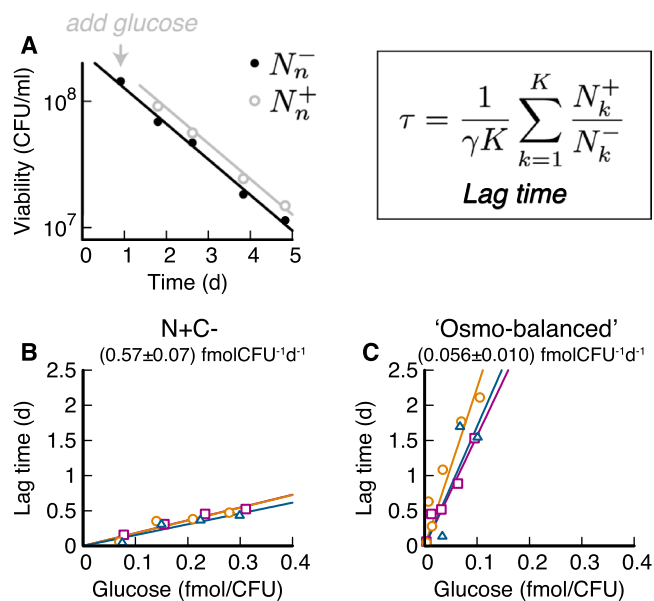 add glucose
A
N_n^-
N_n^+
Viability (CFU/ml)
10^8
10^7
0 1 2 3 4 5
Time (d)
τ = \frac{1}{γK} \sum_{k=1}^{K} \frac{N_k^+}{N_k^-}
Lag time
N+C-
B
(0.57±0.07) fmolCFU⁻¹d⁻¹
2.5
2
1.5
1
0.5
0
Lag time (d)
0 0.1 0.2 0.3 0.4
Glucose (fmol/CFU)
'Osmo-balanced'
C
(0.056±0.010) fmolCFU⁻¹d⁻¹
2.5
2
1.5
1
0.5
0
Lag time (d)
0 0.1 0.2 0.3 0.4
Glucose (fmol/CFU)